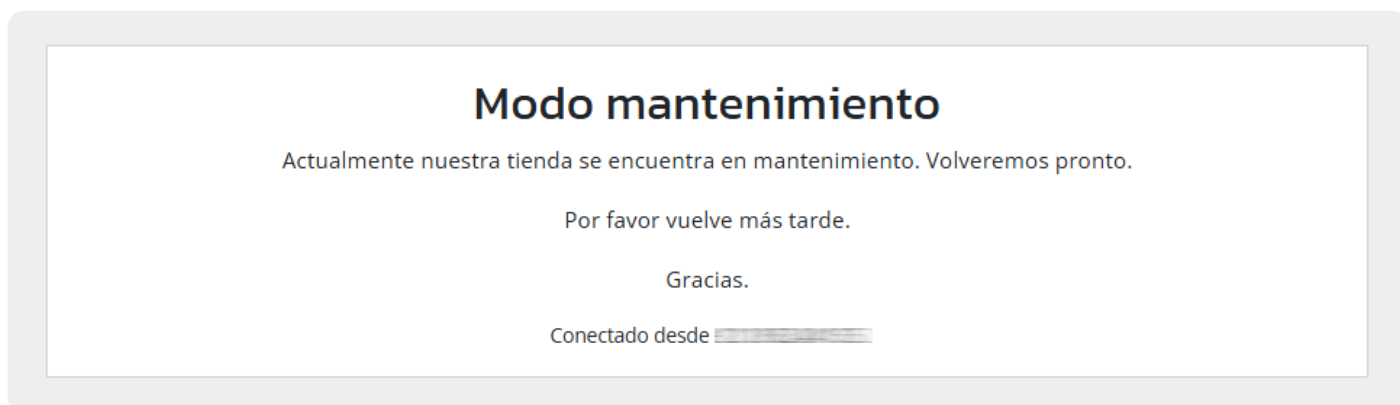 Modo mantenimiento
Actualmente nuestra tienda se encuentra en mantenimiento. Volveremos pronto.
Por favor vuelve más tarde.
Gracias.
Conectado desde